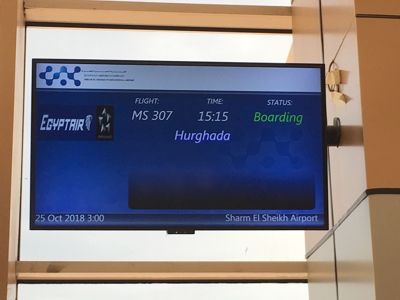 FLIGHT: TIME: STATUS:
EGYPTAIR MS 307 15:15 Boarding
Hurghada
25 Oct 2018 3:00 Sharm El Sheikh Airport